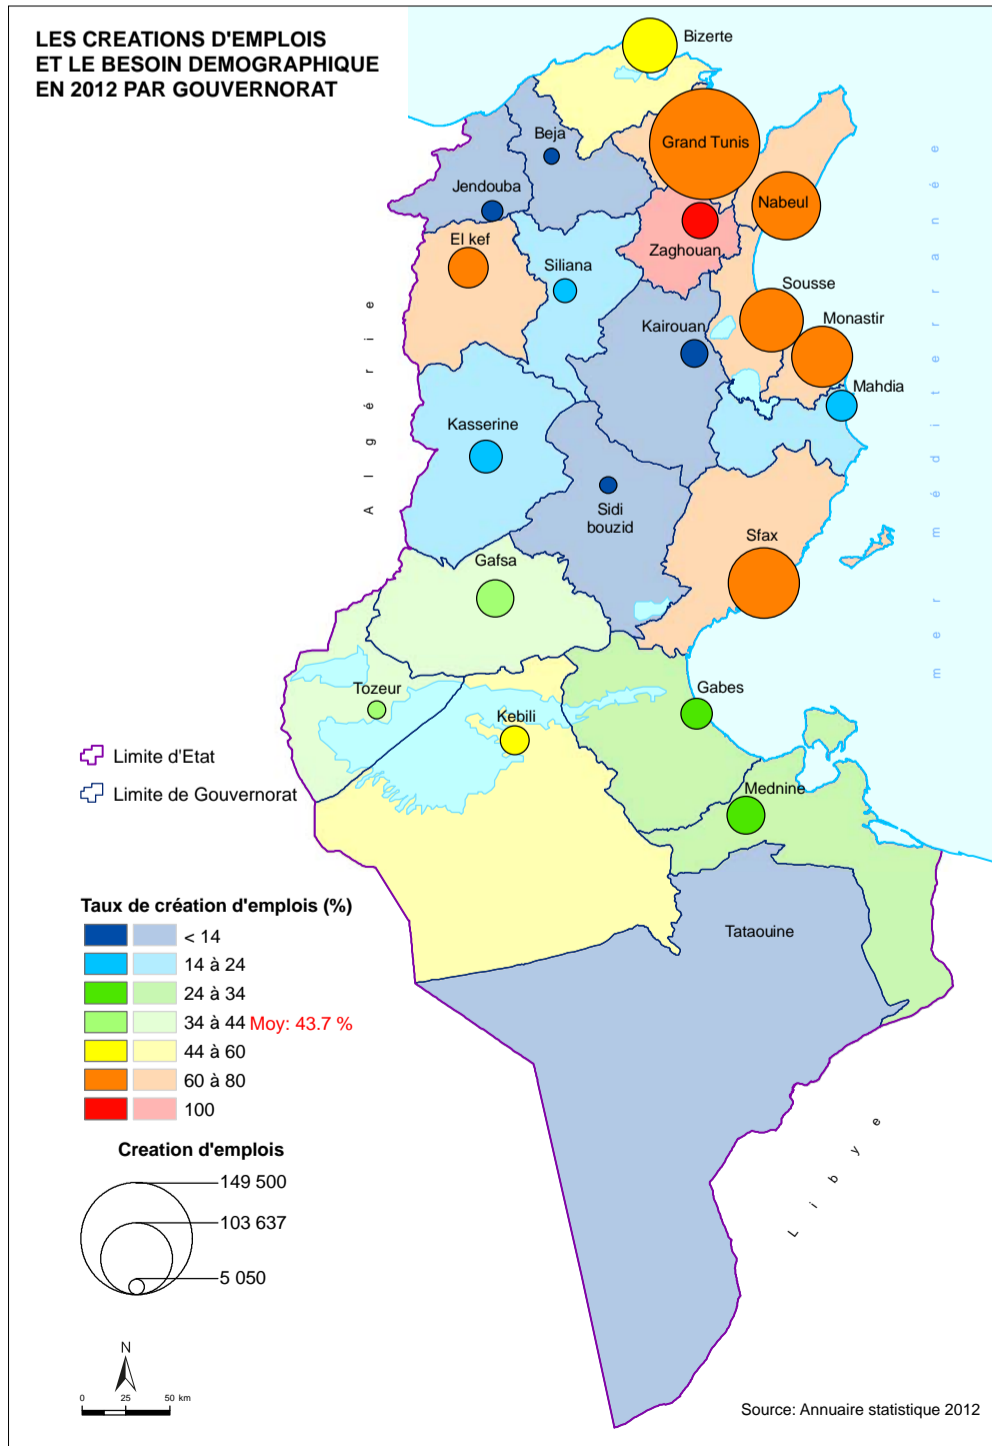 LES CREATIONS D'EMPLOIS
ET LE BESOIN DEMOGRAPHIQUE
EN 2012 PAR GOUVERNORAT
Bizerte
Beja
Grand Tunis
Jendouba
Nabeul
El kef
Zaghouan
Siliana
Sousse
Kairouan
Monastir
Mahdia
Kasserine
Sidi
bouzid
Sfax
Gafsa
Tozeur
Kebili
Gabes
Mednine
Tataouine
Algérie
mer méditerranée
Libye
Limite d'Etat
Limite de Gouvernorat
Taux de création d'emplois (%)
< 14
14 à 24
24 à 34
34 à 44 Moy: 43.7 %
44 à 60
60 à 80
100
Creation d'emplois
149 500
103 637
5 050
N
0 25 50 km
Source: Annuaire statistique 2012